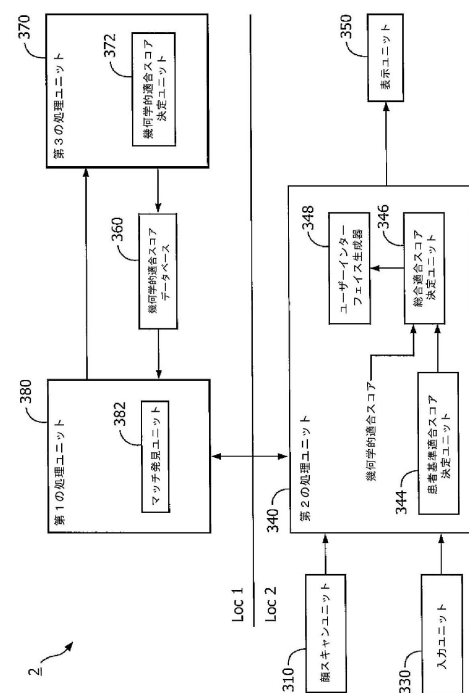 2
380
第1の処理ユニット
382
マッチ発見ユニット
360
幾何学的適合スコア
データベース
370
第3の処理ユニット
372
幾何学的適合スコア
決定ユニット
Loc 1
Loc 2
310
顔スキャンユニット
330
入力ユニット
340
第2の処理ユニット
幾何学的適合スコア
344
患者基準適合スコア
決定ユニット
348
ユーザーインター
フェイス生成器
346
総合適合スコア
決定ユニット
350
表示ユニット